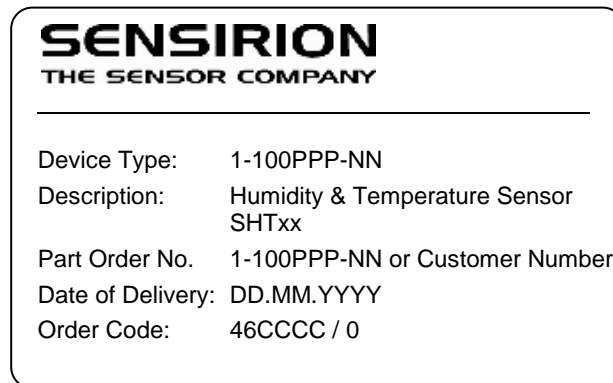 SENSIRION
THE SENSOR COMPANY
Device Type: 1-100PPP-NN
Description: Humidity & Temperature Sensor
SHTxx
Part Order No. 1-100PPP-NN or Customer Number
Date of Delivery: DD.MM.YYYY
Order Code: 46CCCC / 0